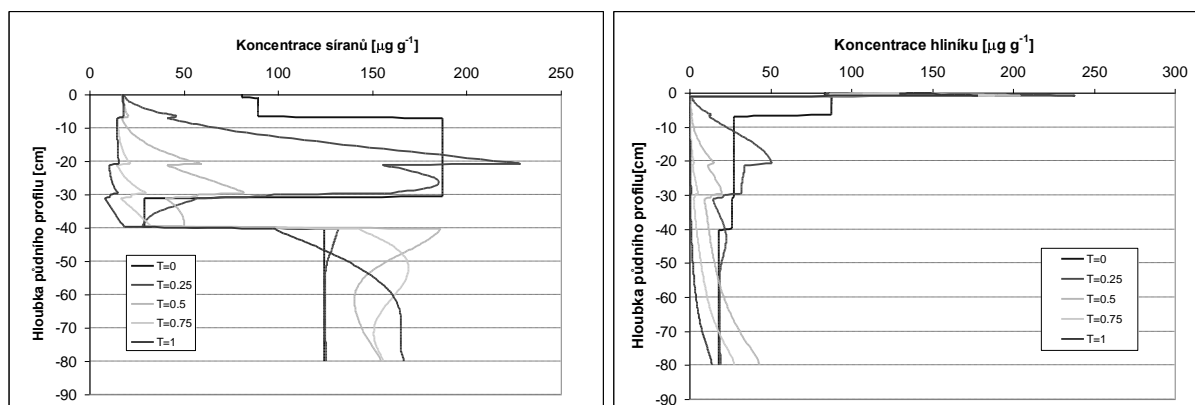 Koncentrace síranů [μg g-1]
0 50 100 150 200 250
0
-10
-20
-30
-40
-50
-60
-70
-80
-90
Hloubka půdního profilu [cm]
T=0
T=0.25
T=0.5
T=0.75
T=1
Koncentrace hliníku [μg g-1]
0 50 100 150 200 250 300
0
-10
-20
-30
-40
-50
-60
-70
-80
-90
Hloubka půdního profilu[cm]
T=0
T=0.25
T=0.5
T=0.75
T=1